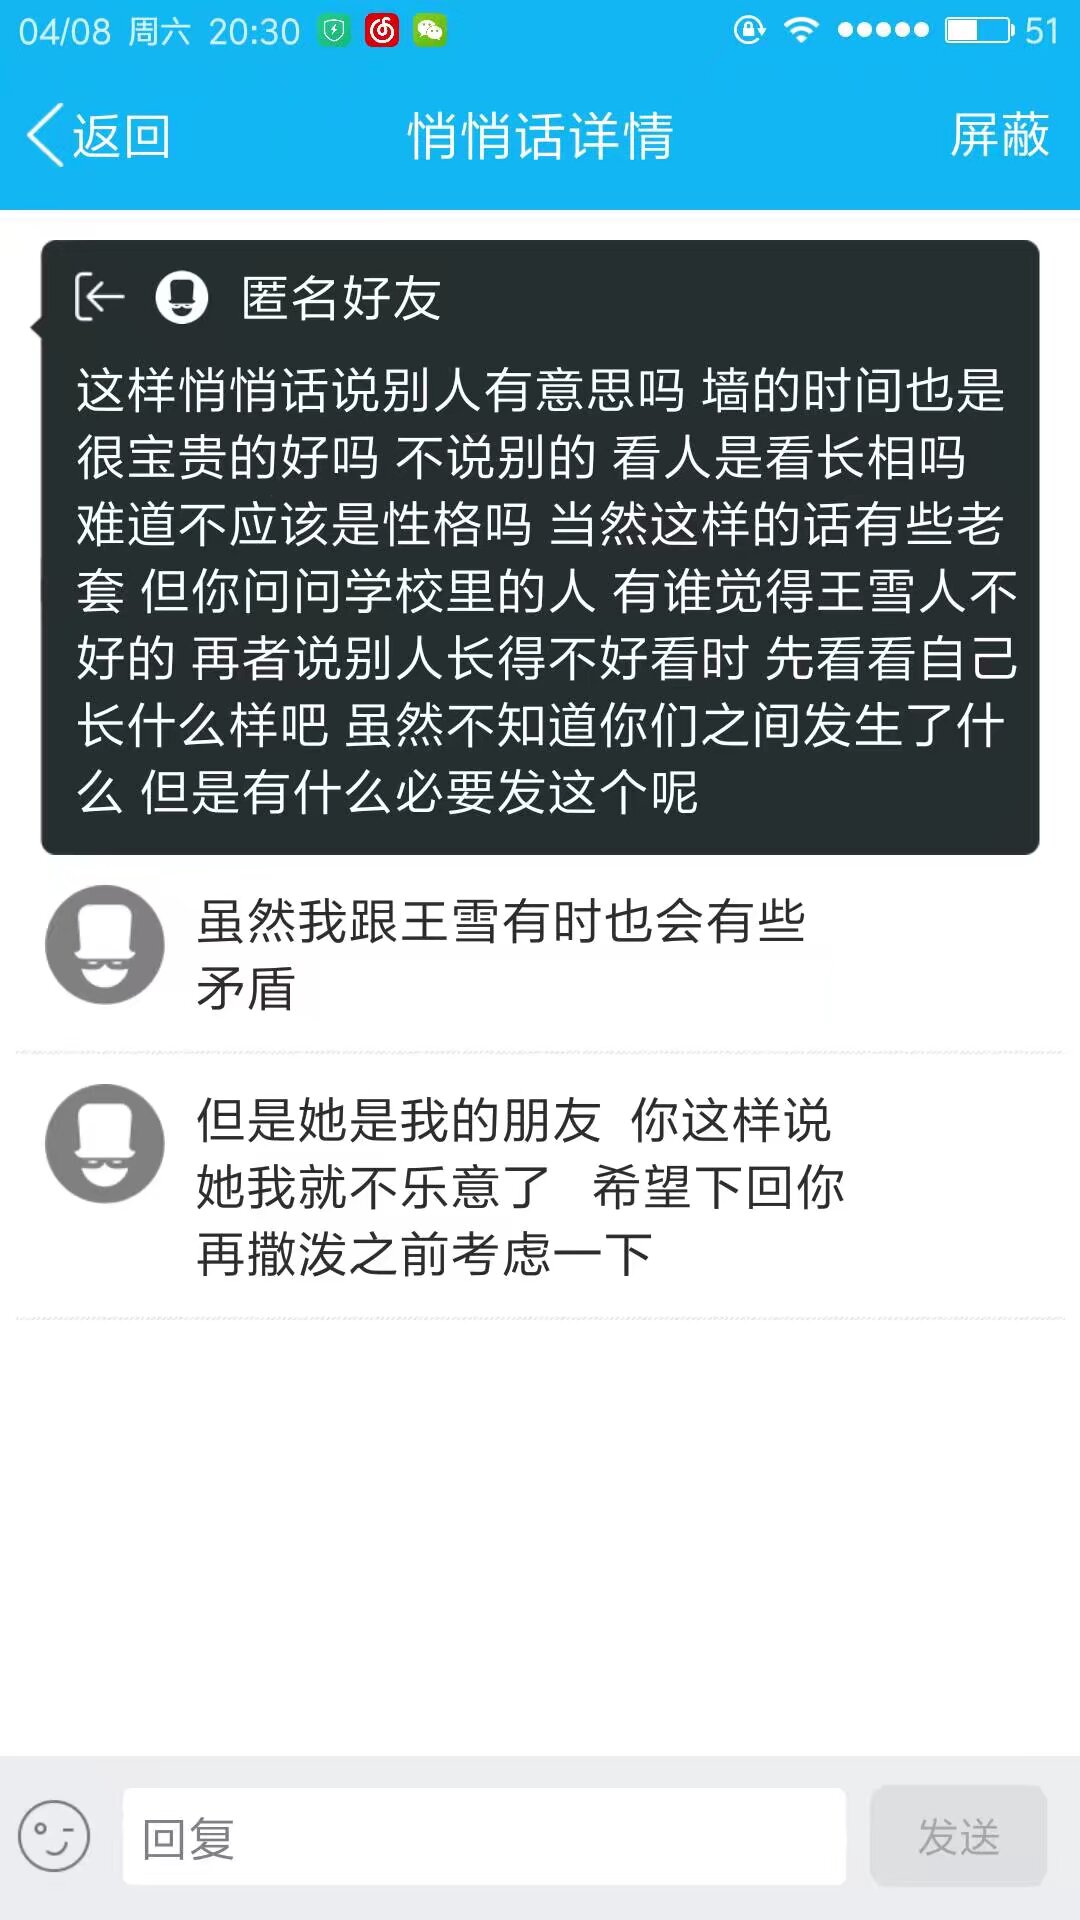 04/08 周六 20:30 51
返回 悄悄话详情 屏蔽
匿名好友
这样悄悄话说别人有意思吗 墙的时间也是
很宝贵的好吗 不说别的 看人是看长相吗
难道不应该是性格吗 当然这样的话有些老
套 但你问问学校里的人 有谁觉得王雪人不
好的 再者说别人长得不好看时 先看看自己
长什么样吧 虽然不知道你们之间发生了什
么 但是有什么必要发这个呢
虽然我跟王雪有时也会有些
矛盾
但是她是我的朋友 你这样说
她我就不乐意了 希望下回你
再撒泼之前考虑一下
回复 发送